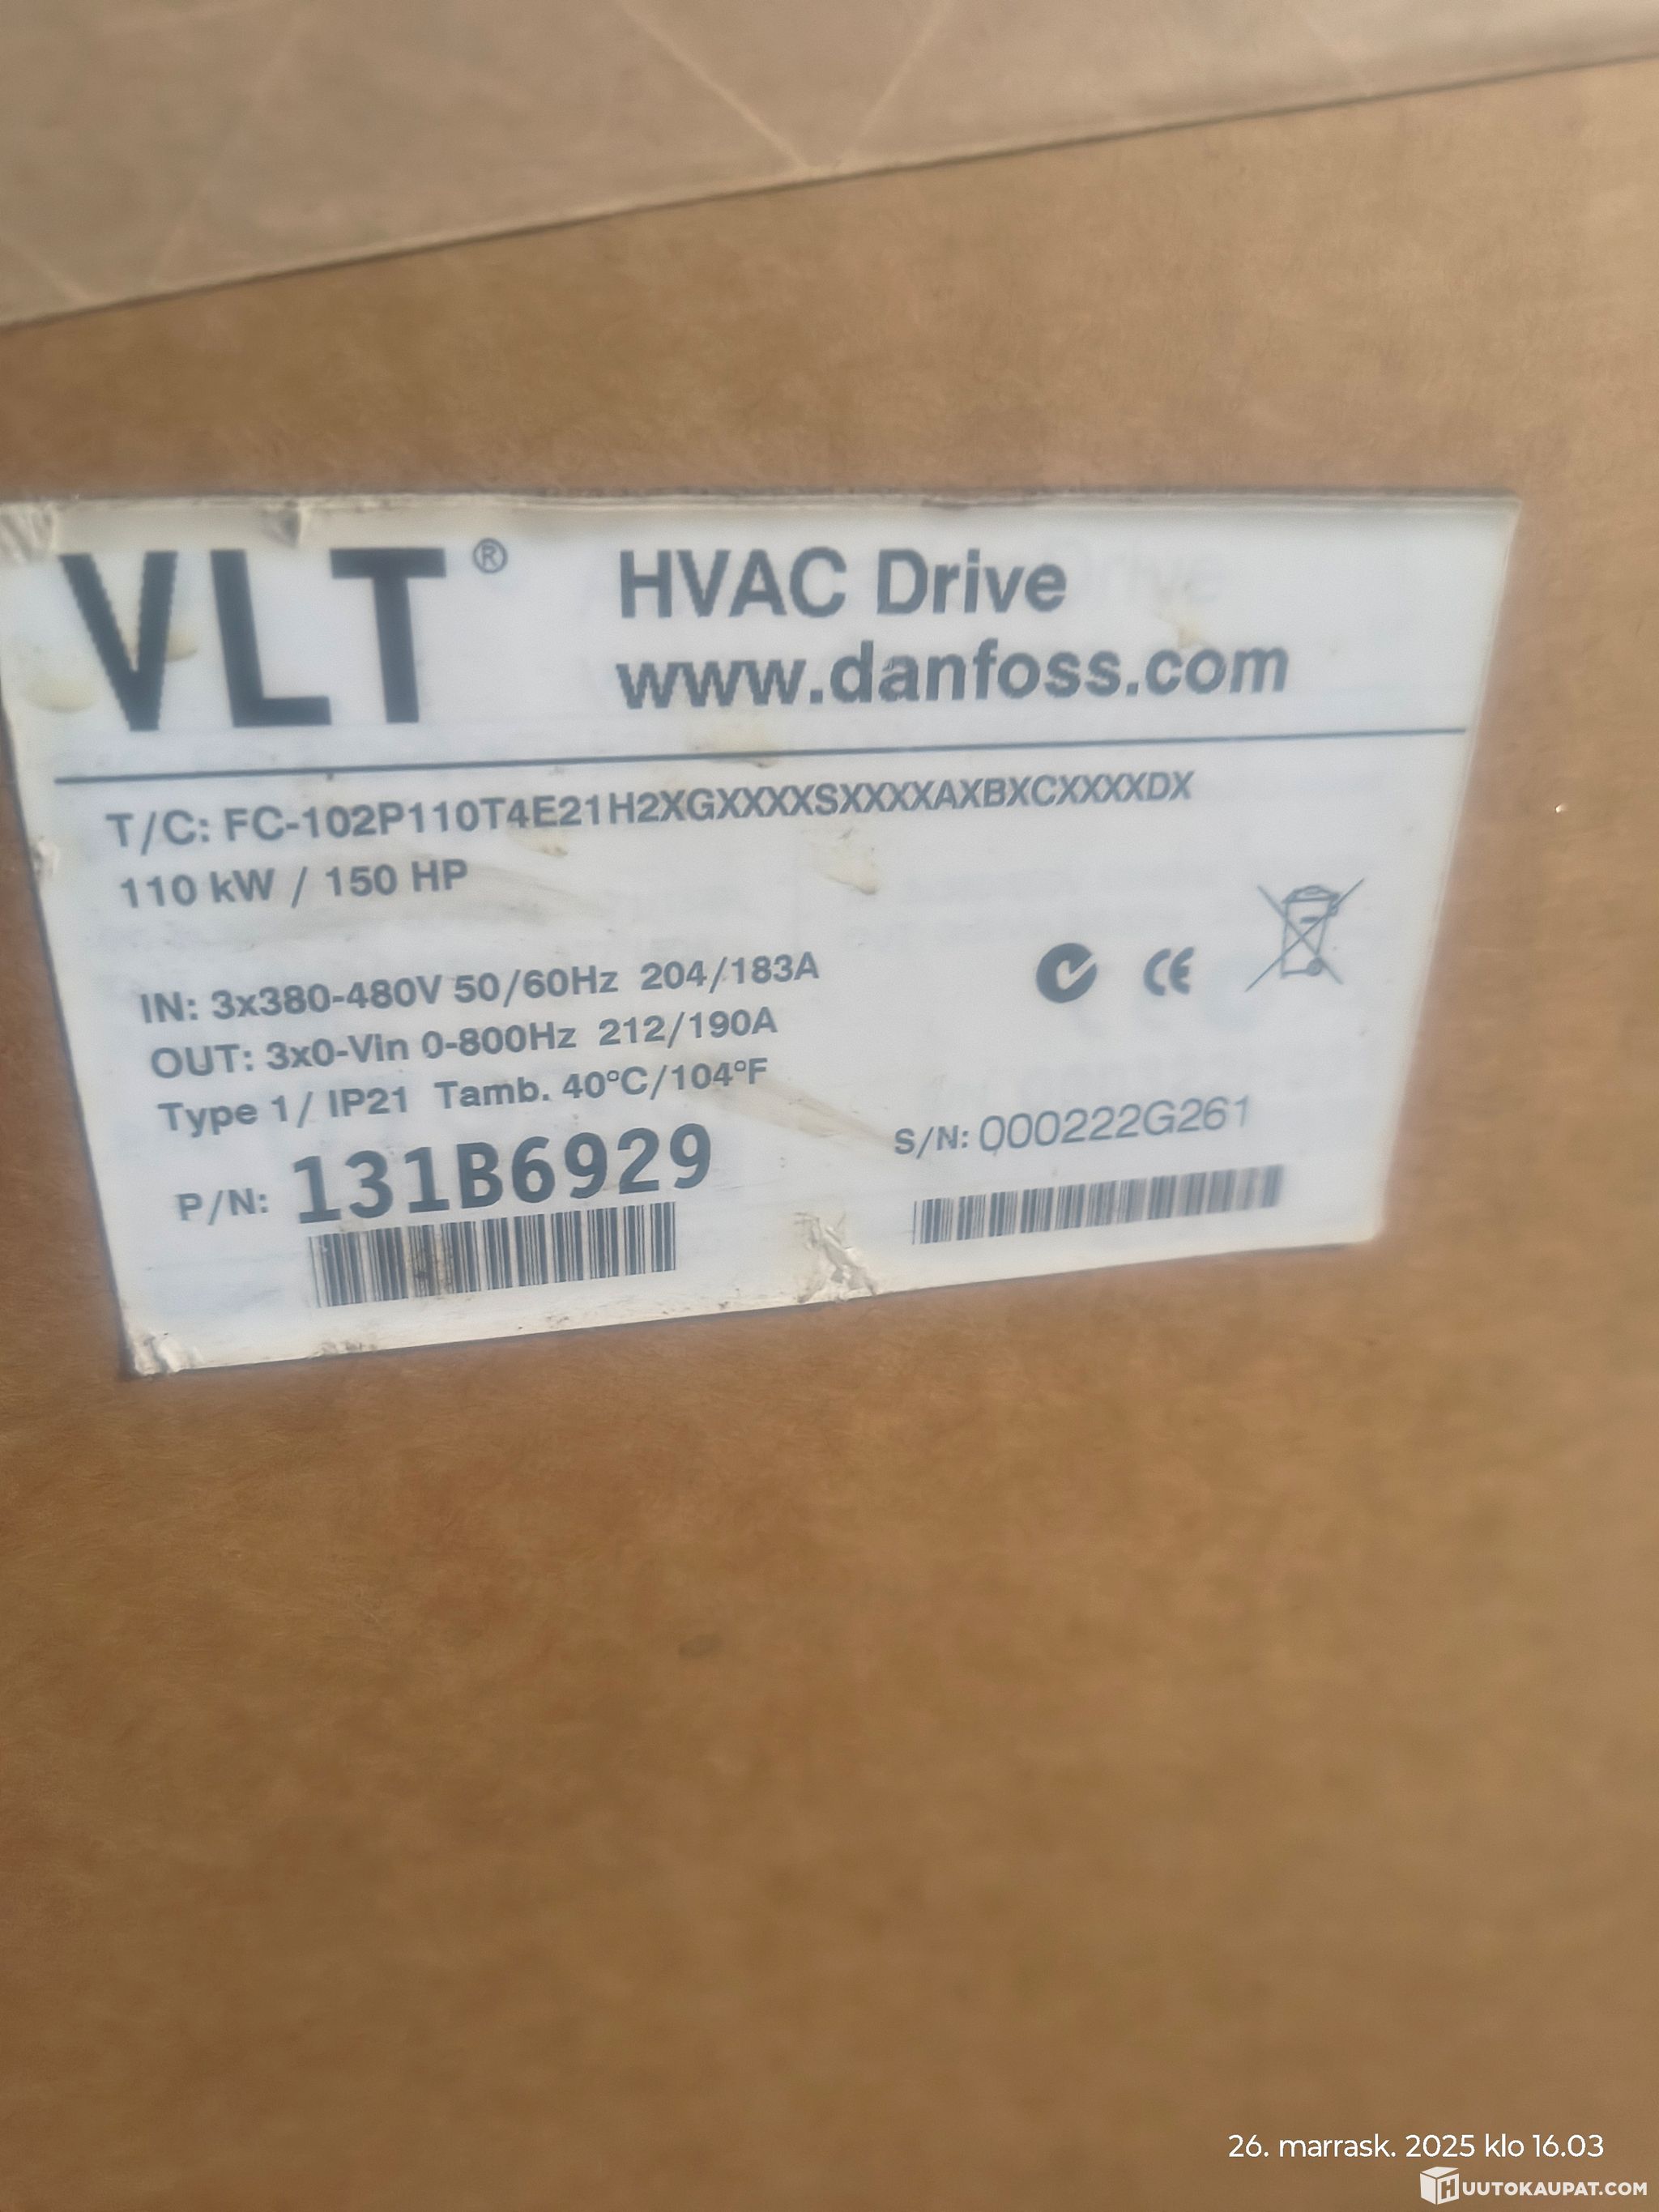 VLT® HVAC Drive
www.danfoss.com
T/C: FC-102P110T4E21H2XGXXXXSXXXXAXBXCXXXXDX
110 kW / 150 HP
IN: 3x380-480V 50/60Hz 204/183A
OUT: 3x0-Vin 0-800Hz 212/190A
Type 1/ IP21 Tamb. 40°C/104°F
CE
P/N: 131B6929
S/N: 000222G261
26. marrask. 2025 klo 16.03
HUUTOKAUPAT.COM